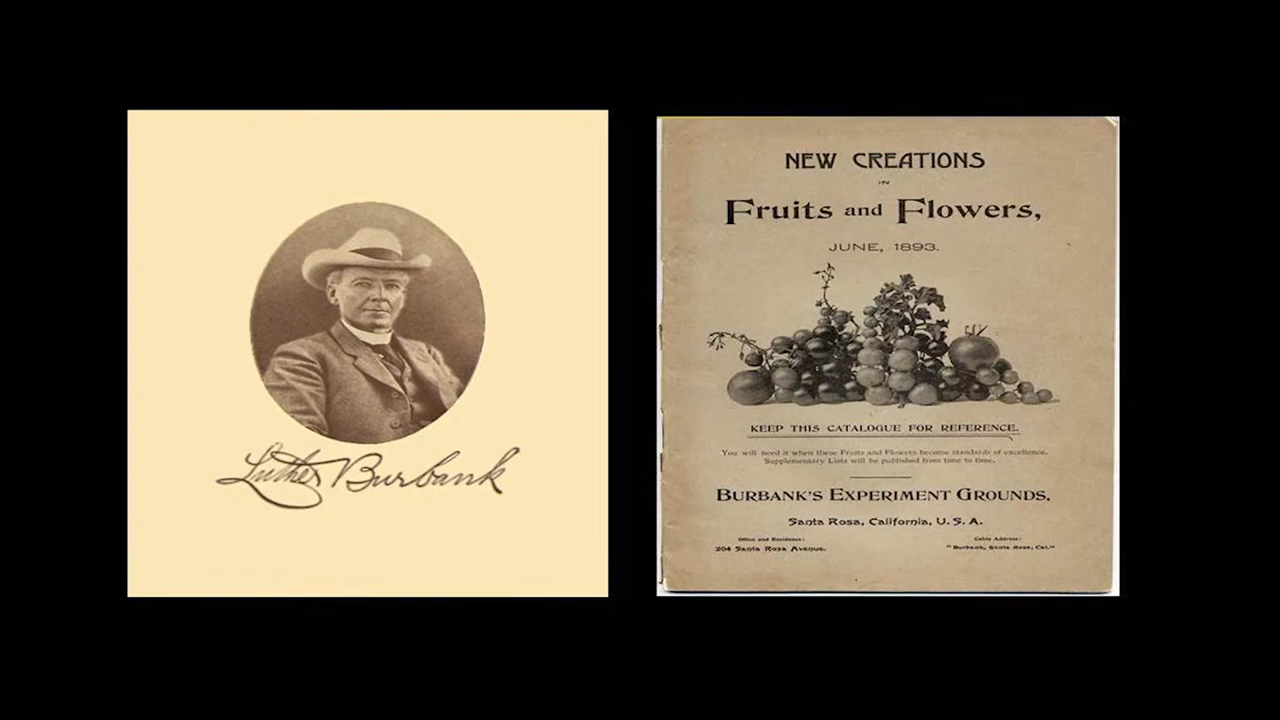 Luther Burbank
NEW CREATIONS
IN
Fruits and Flowers,
JUNE, 1893.
KEEP THIS CATALOGUE FOR REFERENCE.
You will need it when these Fruits and Flowers become standards of excellence.
Supplementary Lists will be published from time to time.
BURBANK'S EXPERIMENT GROUNDS,
Santa Rosa, California, U. S. A.
Office and Residence:
204 Santa Rosa Avenue.
Cable Address:
"Burbank, Santa Rosa, Cal."